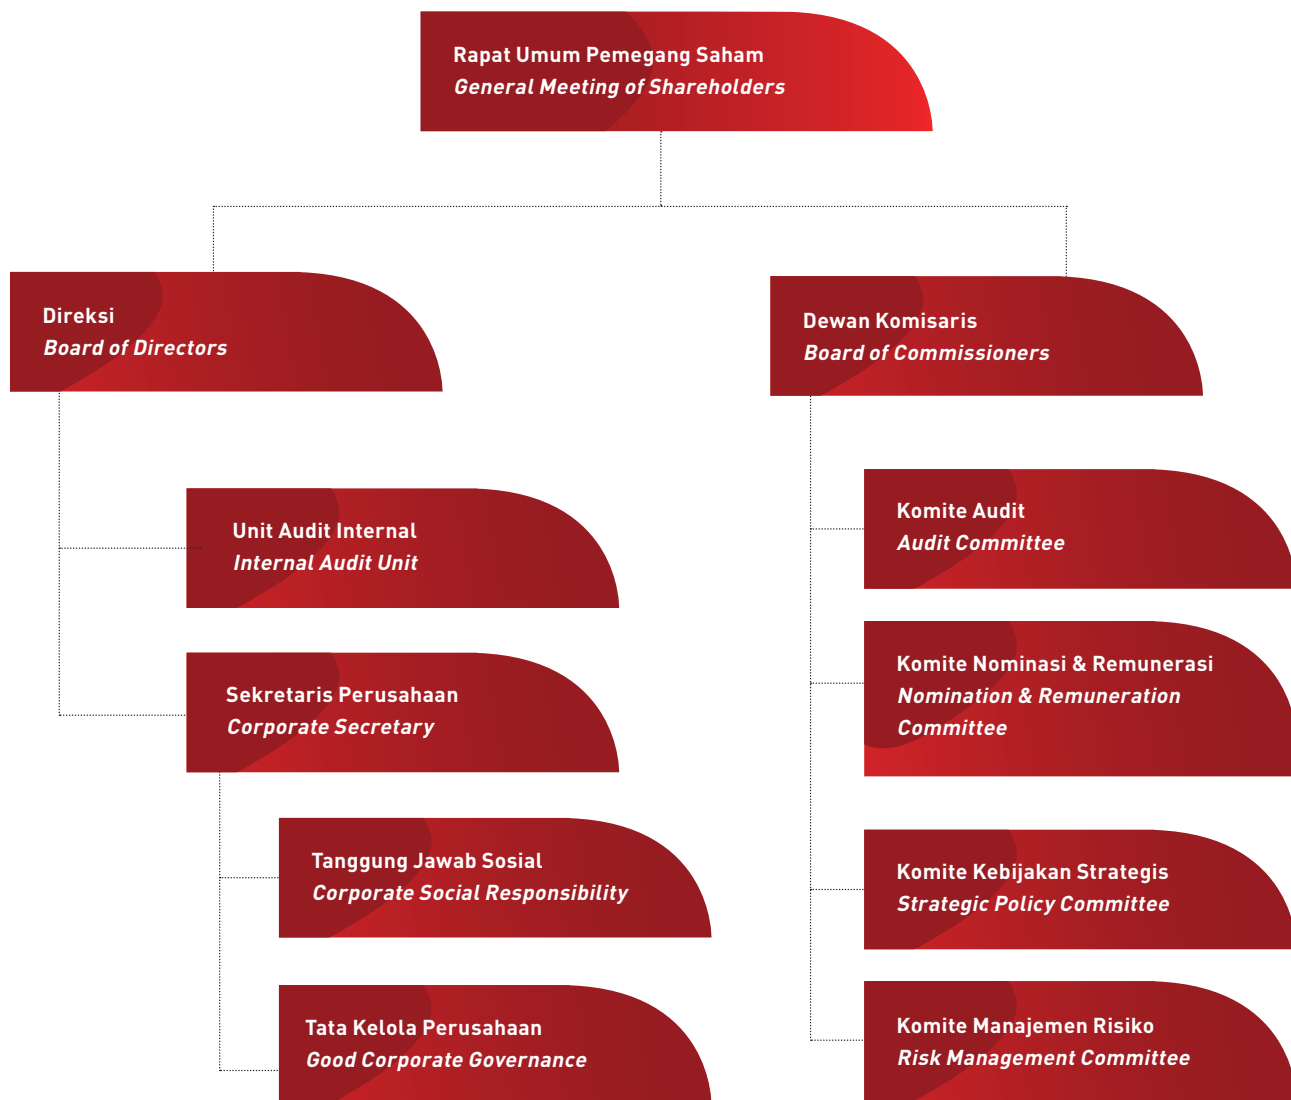 Rapat Umum Pemegang Saham
General Meeting of Shareholders
Direksi
Board of Directors
Dewan Komisaris
Board of Commissioners
Unit Audit Internal
Internal Audit Unit
Sekretaris Perusahaan
Corporate Secretary
Tanggung Jawab Sosial
Corporate Social Responsibility
Tata Kelola Perusahaan
Good Corporate Governance
Komite Audit
Audit Committee
Komite Nominasi & Remunerasi
Nomination & Remuneration
Committee
Komite Kebijakan Strategis
Strategic Policy Committee
Komite Manajemen Risiko
Risk Management Committee